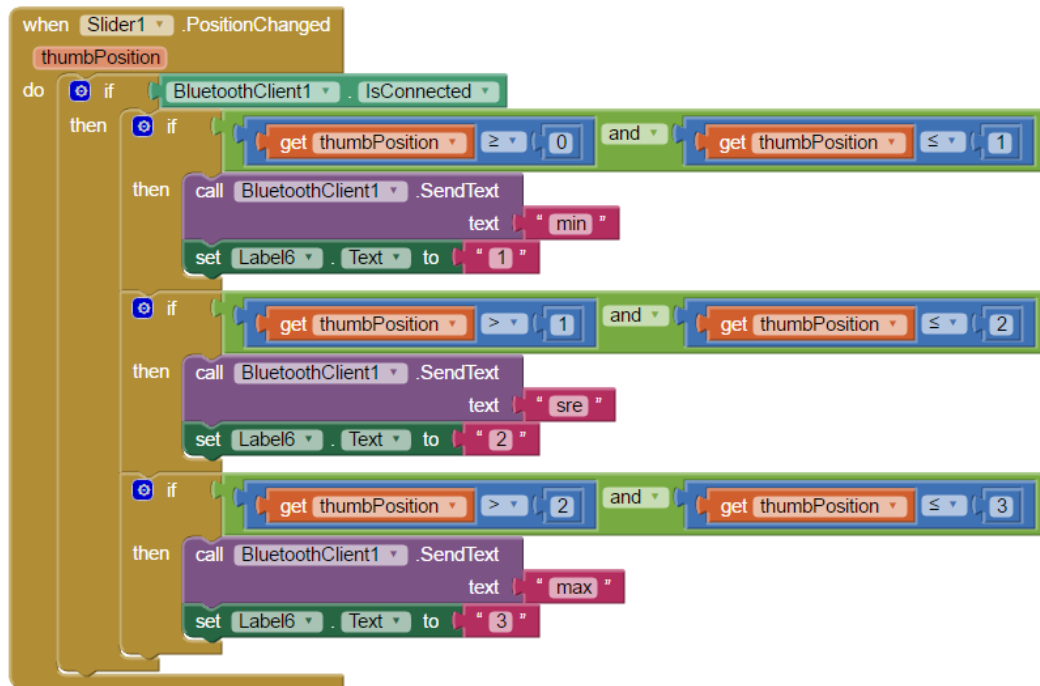 when Slider1 .PositionChanged
thumbPosition
do if BluetoothClient1 . IsConnected
then if get thumbPosition ≥ 0 and get thumbPosition ≤ 1
then call BluetoothClient1 .SendText
text " min "
set Label6 . Text to " 1 "
if get thumbPosition > 1 and get thumbPosition ≤ 2
then call BluetoothClient1 .SendText
text " sre "
set Label6 . Text to " 2 "
if get thumbPosition > 2 and get thumbPosition ≤ 3
then call BluetoothClient1 .SendText
text " max "
set Label6 . Text to " 3 "